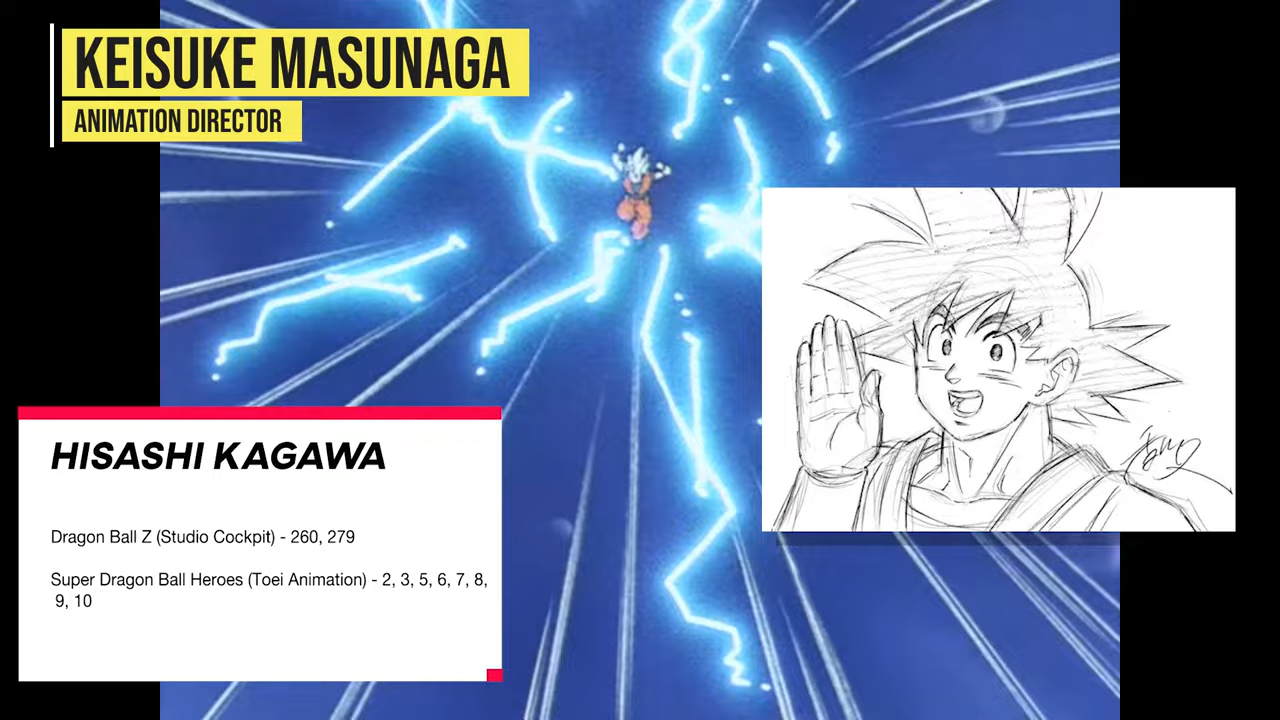 KEISUKE MASUNAGA
ANIMATION DIRECTOR
HISASHI KAGAWA
Dragon Ball Z (Studio Cockpit) - 260, 279
Super Dragon Ball Heroes (Toei Animation) - 2, 3, 5, 6, 7, 8,
9, 10